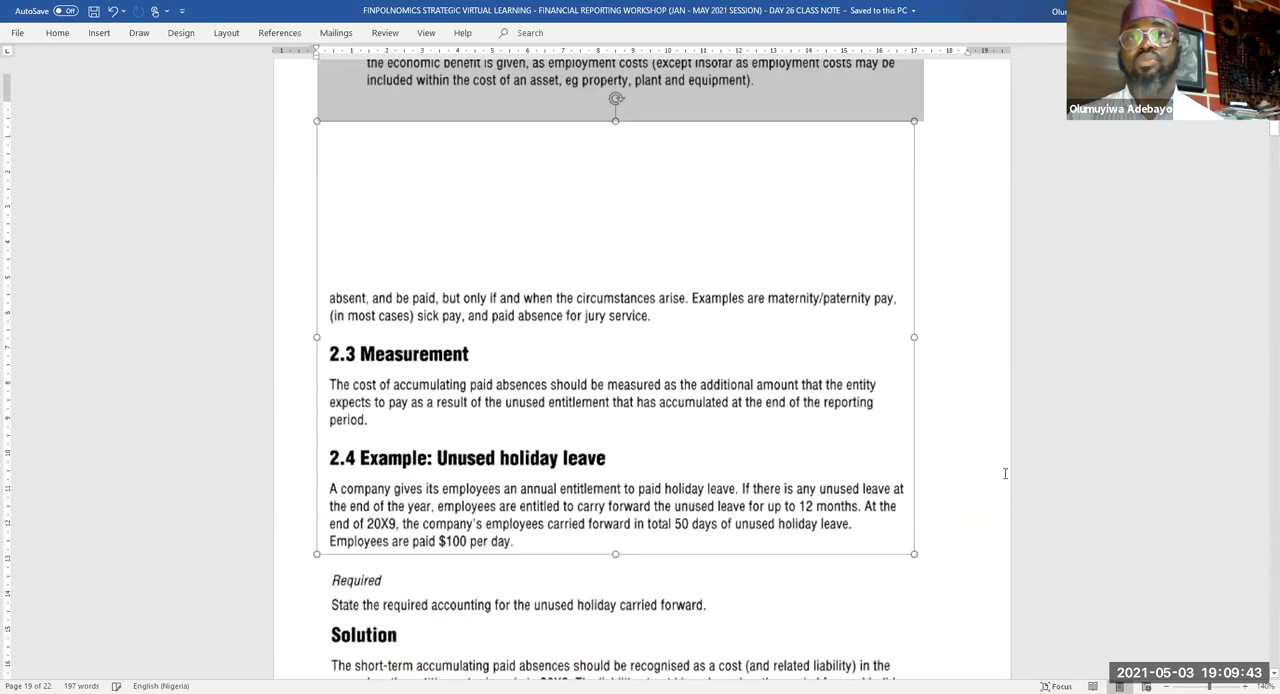 AutoSave Off
FINPOLNOMICS STRATEGIC VIRTUAL LEARNING - FINANCIAL REPORTING WORKSHOP (JAN - MAY 2021 SESSION) - DAY 26 CLASS NOTE - Saved to this PC
Olu
File Home Insert Draw Design Layout References Mailings Review View Help Search
Olumuyiwa Adebayo
the economic benefit is given, as employment costs (except insofar as employment costs may be
included within the cost of an asset, eg property, plant and equipment).
absent, and be paid, but only if and when the circumstances arise. Examples are maternity/paternity pay,
(in most cases) sick pay, and paid absence for jury service.
2.3 Measurement
The cost of accumulating paid absences should be measured as the additional amount that the entity
expects to pay as a result of the unused entitlement that has accumulated at the end of the reporting
period.
2.4 Example: Unused holiday leave
A company gives its employees an annual entitlement to paid holiday leave. If there is any unused leave at
the end of the year, employees are entitled to carry forward the unused leave for up to 12 months. At the
end of 20X9, the company's employees carried forward in total 50 days of unused holiday leave.
Employees are paid $100 per day.
Required
State the required accounting for the unused holiday carried forward.
Solution
The short-term accumulating paid absences should be recognised as a cost (and related liability) in the
2021-05-03 19:09:43
Page 19 of 22 197 words English (Nigeria) Focus 140%